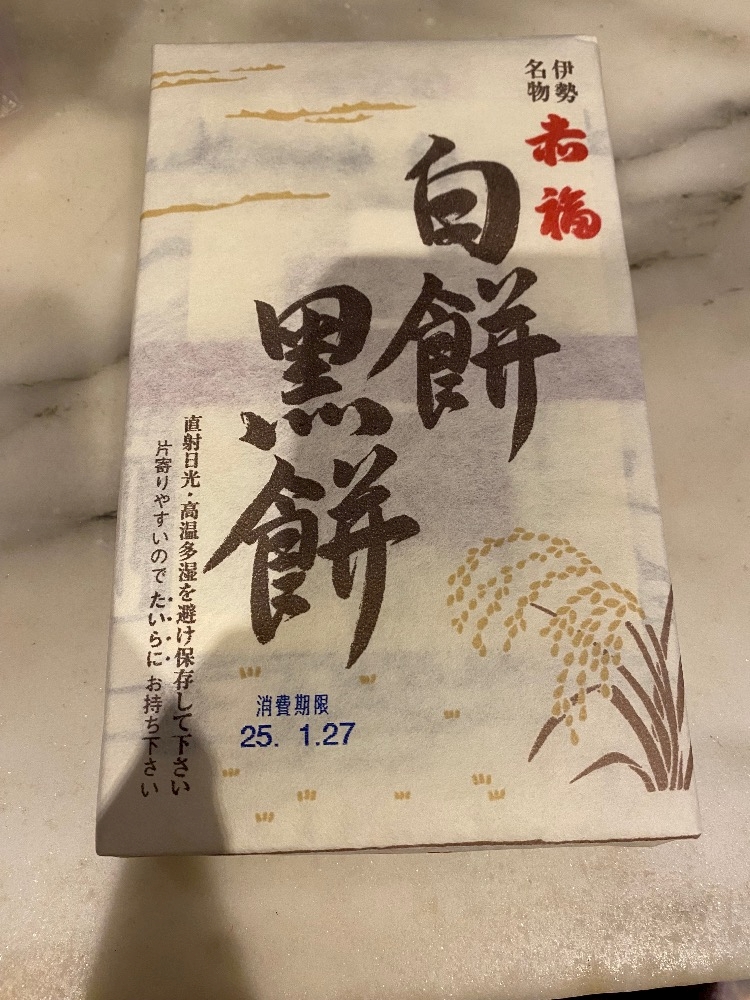 伊勢
名物
赤福
白餅
黒餅
直射日光・高温多湿を避け保存して下さい
片寄りやすいので たいらに お持ち下さい
消費期限
25. 1.27